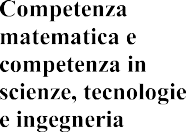 Competenza
matematica e
competenza in
scienze, tecnologie
e ingegneria